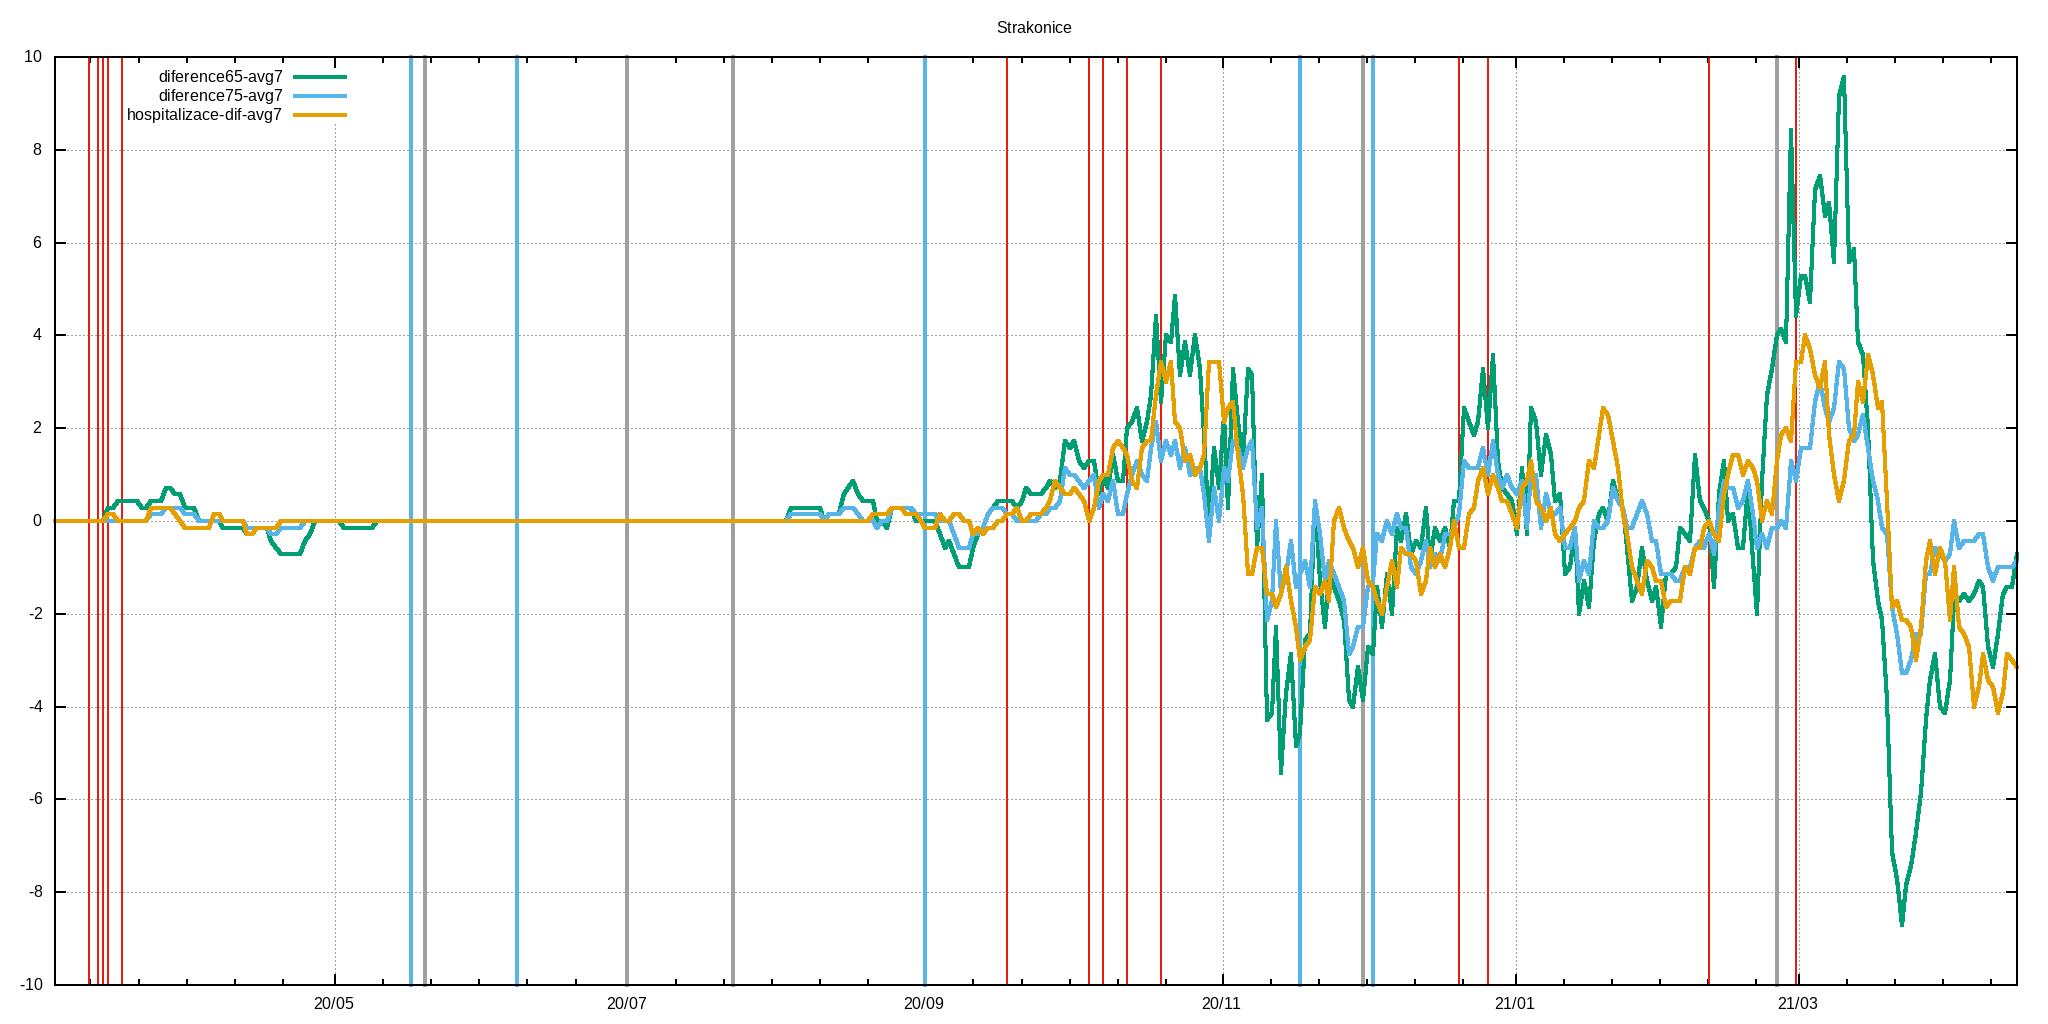 Strakonice
10
8
6
4
2
0
-2
-4
-6
-8
-10
diference65-avg7
diference75-avg7
hospitalizace-dif-avg7
20/05 20/07 20/09 20/11 21/01 21/03